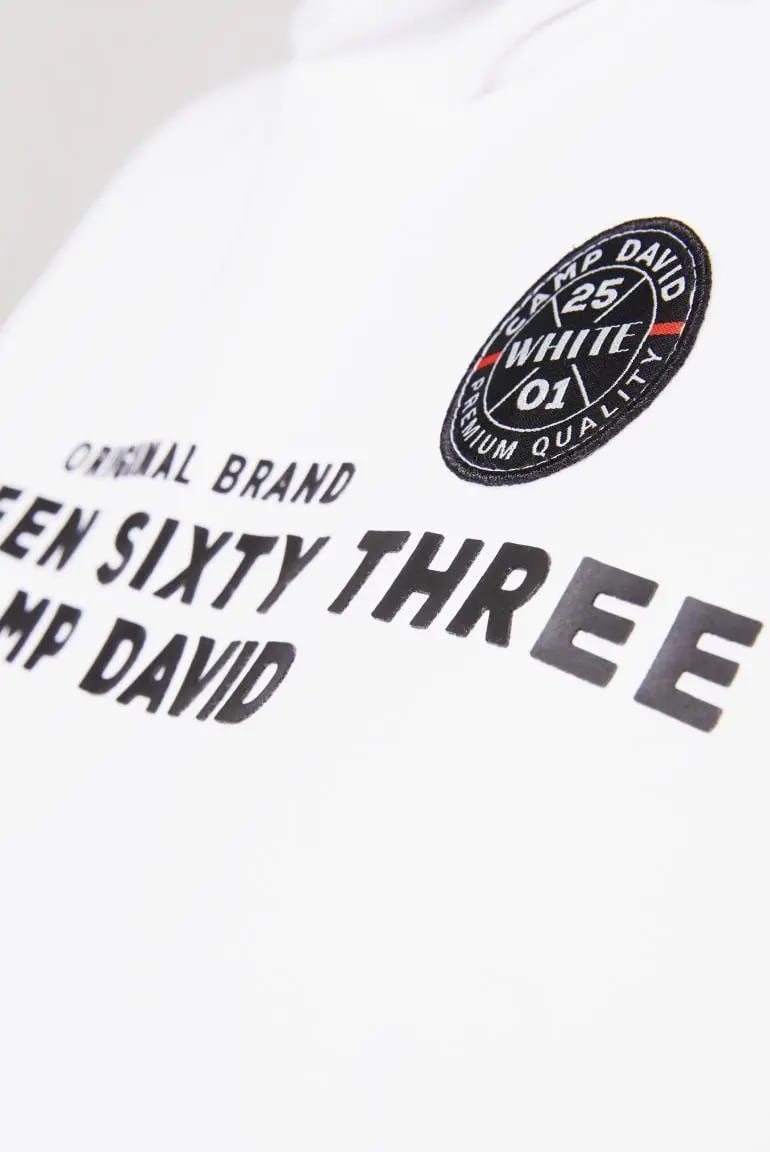 CAMP DAVID
25
WHITE
01
PREMIUM QUALITY
ORIGINAL BRAND
EEN SIXTY THREE
MP DAVID